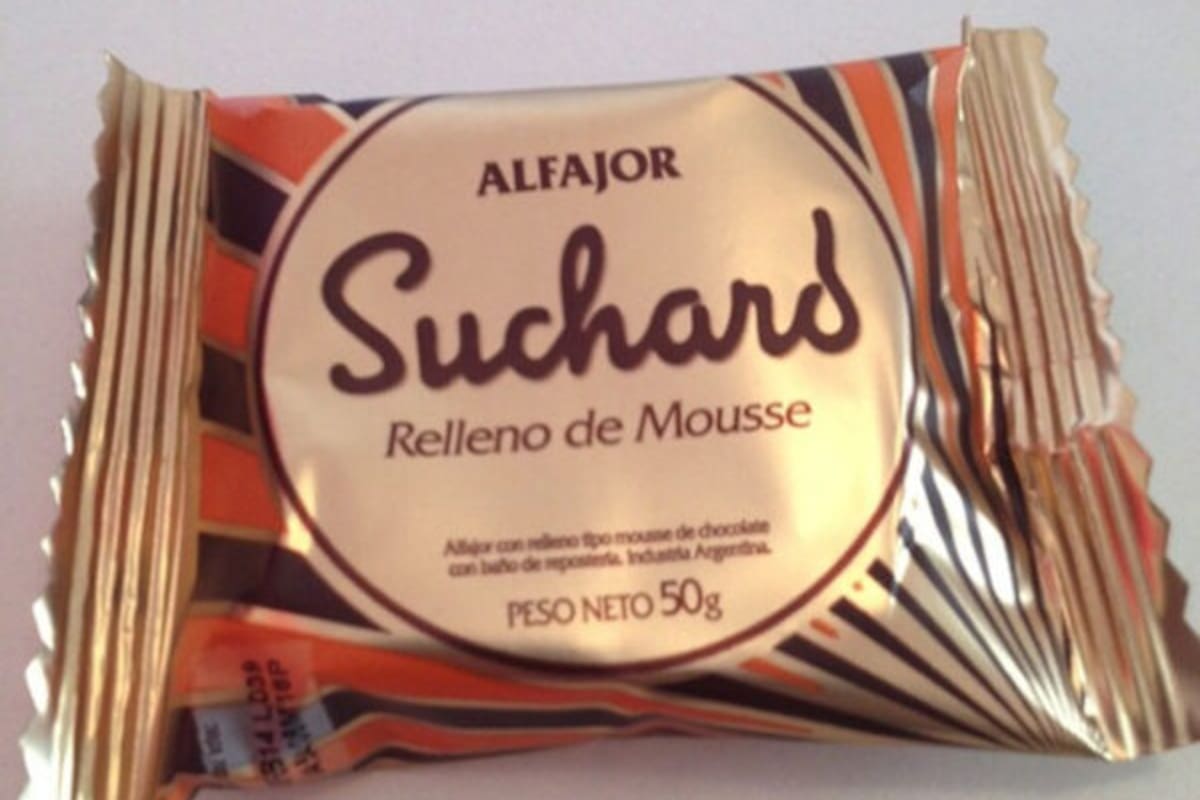 ALFAJOR
Suchard
Relleno de Mousse
Alfajor con relleno tipo mousse de chocolate
con baño de repostería. Industria Argentina.
PESO NETO 50g